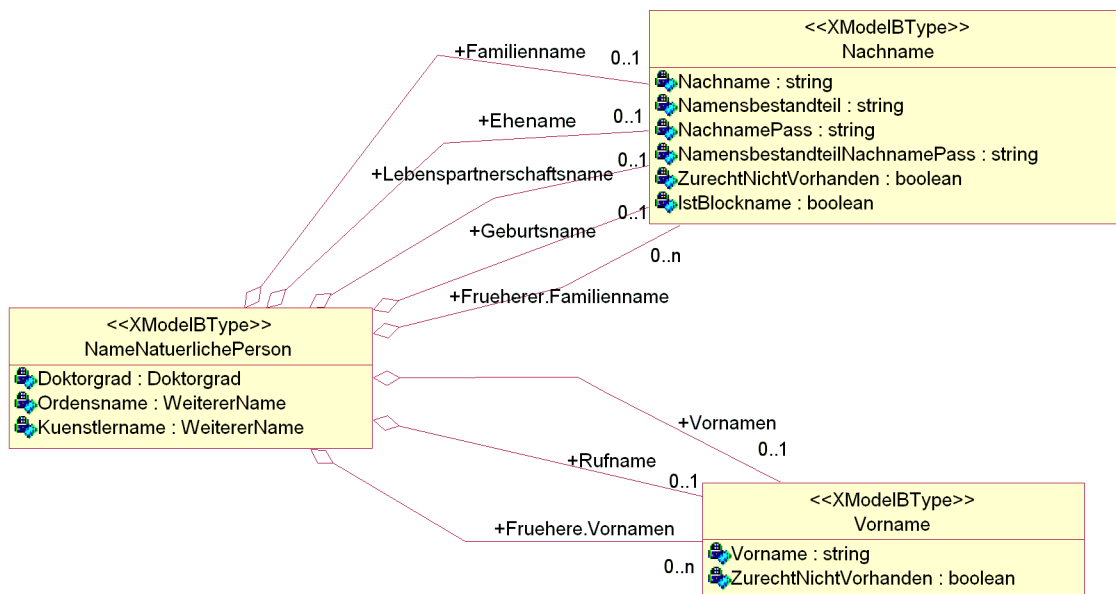 <<XModelBType>>
Nachname
Nachname : string
Namensbestandteil : string
NachnamePass : string
NamensbestandteilNachnamePass : string
ZurechtNichtVorhanden : boolean
IstBlockname : boolean
+Familienname
0..1
+Ehename
0..1
+Lebenspartnerschaftsname
0..1
+Geburtsname
0..1
+Frueherer.Familienname
0..n
<<XModelBType>>
NameNatuerlichePerson
Doktorgrad : Doktorgrad
Ordensname : WeitererName
Kuenstlername : WeitererName
+Vornamen
0..1
+Rufname
0..1
+Fruehere.Vornamen
0..n
<<XModelBType>>
Vorname
Vorname : string
ZurechtNichtVorhanden : boolean